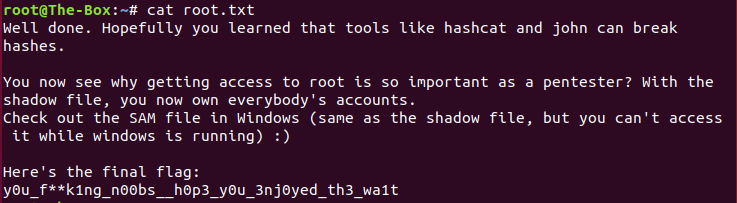 root@The-Box:~# cat root.txt
Well done. Hopefully you learned that tools like hashcat and john can break
hashes.
You now see why getting access to root is so important as a pentester? With the
shadow file, you now own everybody's accounts.
Check out the SAM file in Windows (same as the shadow file, but you can't access
it while windows is running) :)
Here's the final flag:
y0u_f**k1ng_n00bs__h0p3_y0u_3nj0yed_th3_wa1t